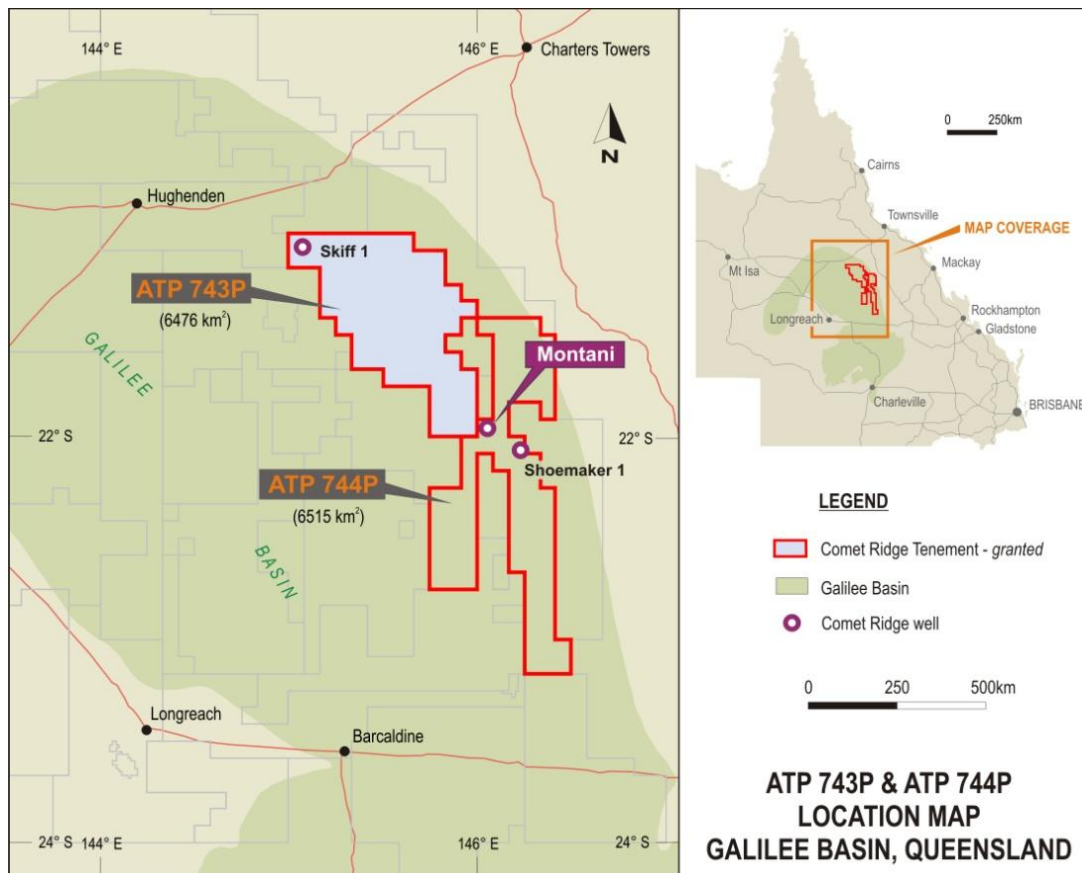 144° E
146° E
Charters Towers
N
Hughenden
Skiff 1
ATP 743P
(6476 km²)
Montani
GALILEE
22° S
22° S
Shoemaker 1
ATP 744P
(6515 km²)
BASIN
Longreach
Barcaldine
24° S
144° E
146° E
24° S
0 250km
Cairns
Townsville
MAP COVERAGE
Mt Isa
Mackay
Longreach
Rockhampton
Gladstone
Charleville
BRISBANE
LEGEND
Comet Ridge Tenement - granted
Galilee Basin
Comet Ridge well
0 250 500km
ATP 743P & ATP 744P
LOCATION MAP
GALILEE BASIN, QUEENSLAND